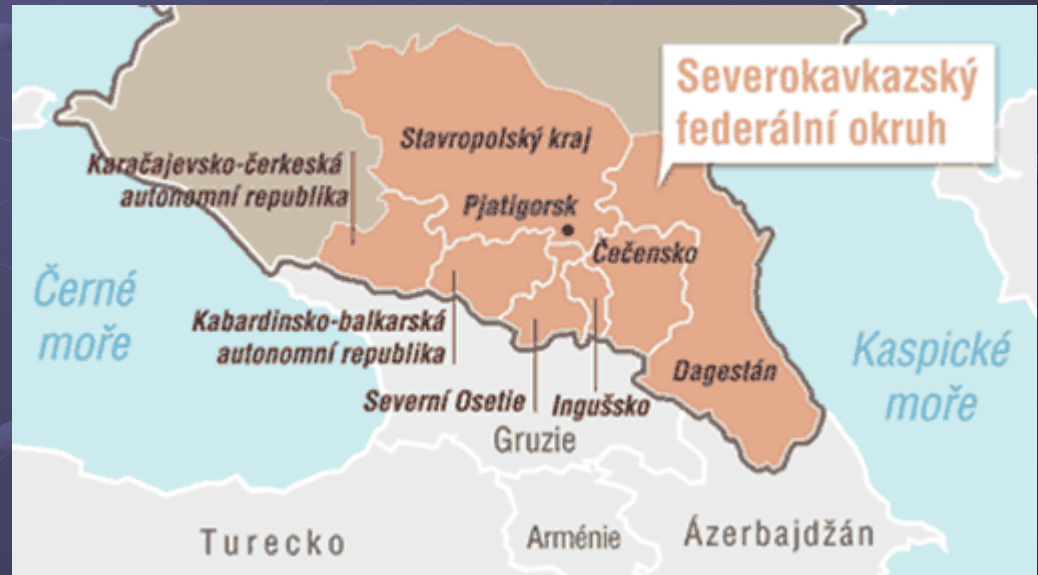 Severokavkazský
federální okruh
Stavropolský kraj
Karačajevsko-čerkeská
autonomní republika
Pjatigorsk
Čečensko
Černé
moře
Kabardinsko-balkarská
autonomní republika
Kaspické
moře
Dagestán
Severní Osetie
Ingušsko
Gruzie
Turecko
Arménie
Ázerbajdžán